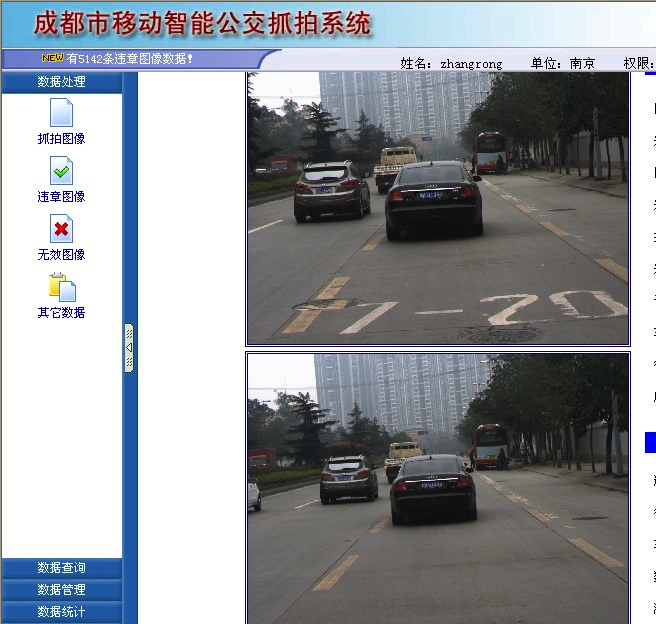 成都市移动智能公交抓拍系统
NEW 有5142条违章图像数据!
姓名: zhangrong 单位: 南京 权限:
数据处理
抓拍图像
违章图像
无效图像
其它数据
数据查询
数据管理
数据统计
7-20